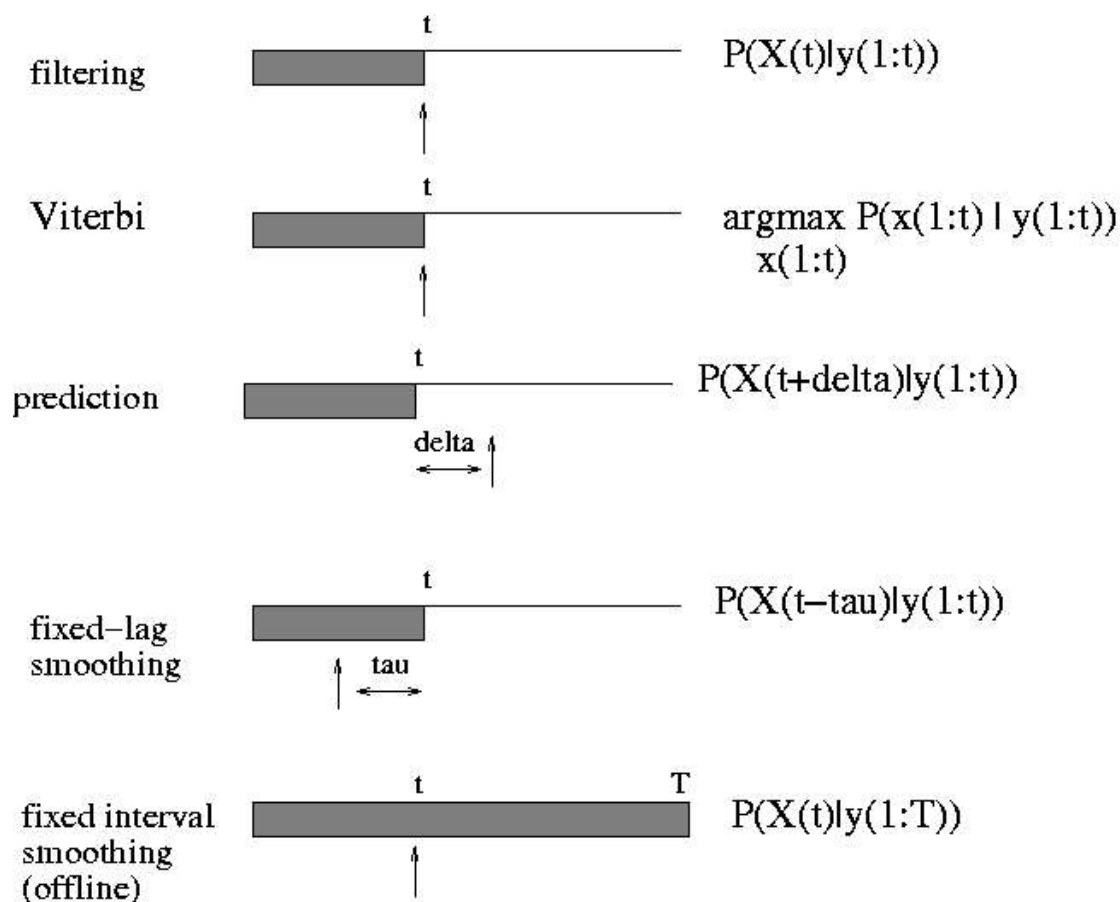 t
filtering
P(X(t)|y(1:t))
t
Viterbi
argmax P(x(1:t) | y(1:t))
x(1:t)
t
prediction
P(X(t+delta)|y(1:t))
delta
t
fixed-lag
smoothing
P(X(t-tau)|y(1:t))
tau
t
T
fixed interval
smoothing
(offline)
P(X(t)|y(1:T))